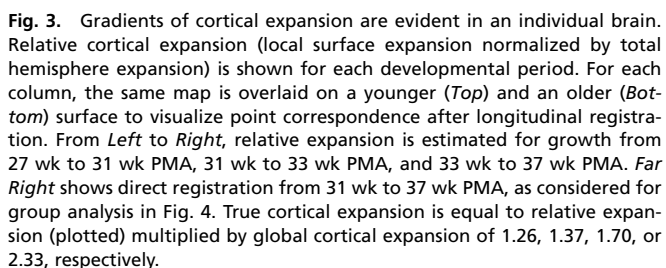 Fig. 3. Gradients of cortical expansion are evident in an individual brain.
Relative cortical expansion (local surface expansion normalized by total
hemisphere expansion) is shown for each developmental period. For each
column, the same map is overlaid on a younger (Top) and an older (Bot-
tom) surface to visualize point correspondence after longitudinal registra-
tion. From Left to Right, relative expansion is estimated for growth from
27 wk to 31 wk PMA, 31 wk to 33 wk PMA, and 33 wk to 37 wk PMA. Far
Right shows direct registration from 31 wk to 37 wk PMA, as considered for
group analysis in Fig. 4. True cortical expansion is equal to relative expan-
sion (plotted) multiplied by global cortical expansion of 1.26, 1.37, 1.70, or
2.33, respectively.